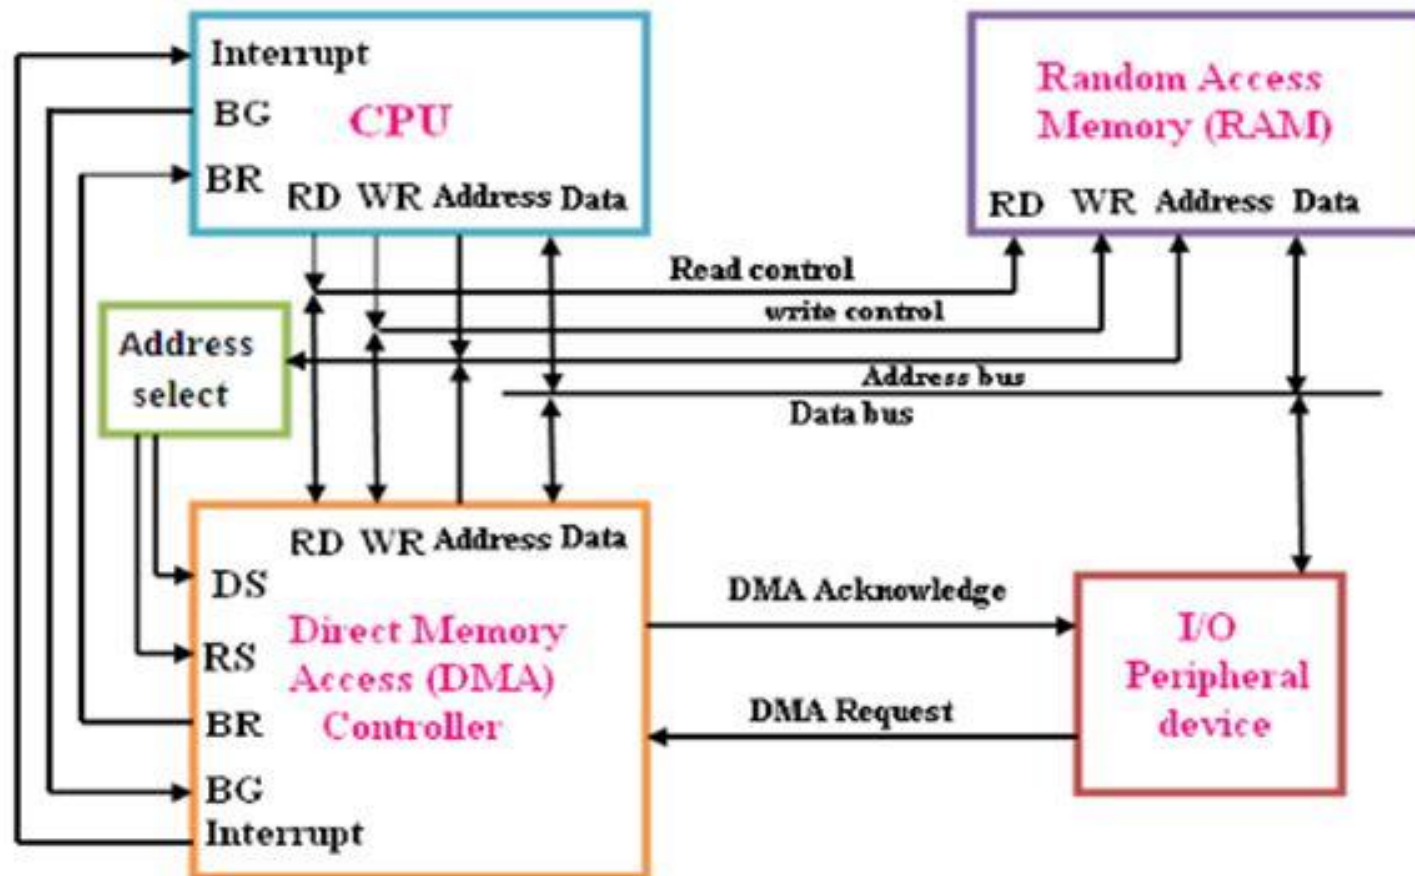 Interrupt
BG
CPU
BR
RD WR Address Data
Random Access
Memory (RAM)
RD WR Address Data
Read control
write control
Address bus
Data bus
Address
select
RD WR Address Data
DS
RS
BR
BG
Interrupt
Direct Memory
Access (DMA)
Controller
DMA Acknowledge
DMA Request
I/O
Peripheral
device